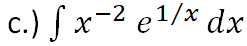 c.) ∫ x⁻² e^{1/x} dx